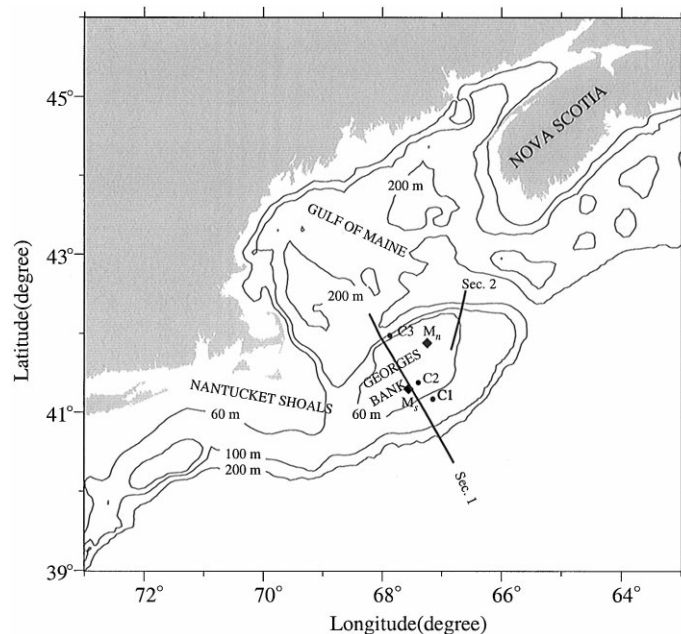 45°
43°
41°
39°
Latitude(degree)
72°
70°
68°
66°
64°
Longitude(degree)
NOVA SCOTIA
200 m
GULF OF MAINE
200 m
Sec. 2
C3
Mn
GEORGES
BANK
C2
C1
Ms
NANTUCKET SHOALS
60 m
60 m
100 m
200 m
Sec. 1